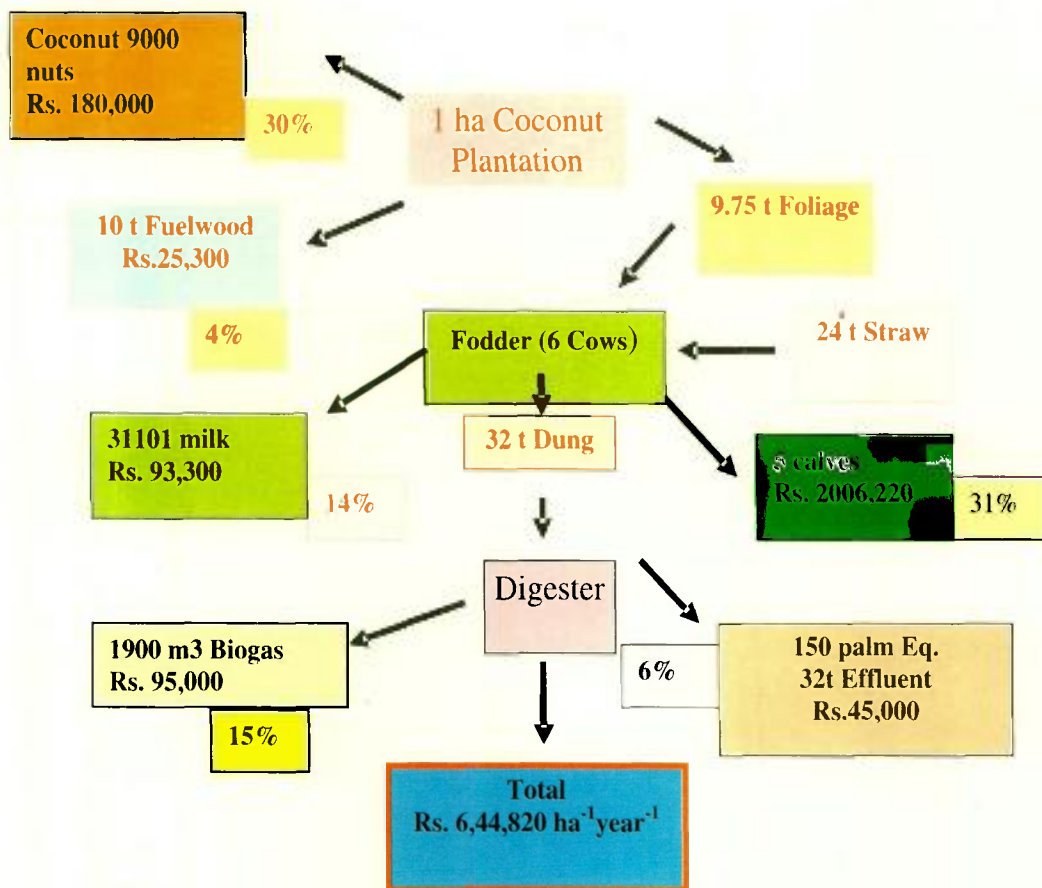 Coconut 9000
nuts
Rs. 180,000
30%
1 ha Coconut
Plantation
9.75 t Foliage
10 t Fuelwood
Rs.25,300
4%
Fodder (6 Cows)
24 t Straw
31101 milk
Rs. 93,300
14%
32 t Dung
5 calves
Rs. 2006,220
31%
Digester
1900 m3 Biogas
Rs. 95,000
15%
6%
150 palm Eq.
32t Effluent
Rs.45,000
Total
Rs. 6,44,820 ha⁻¹year⁻¹